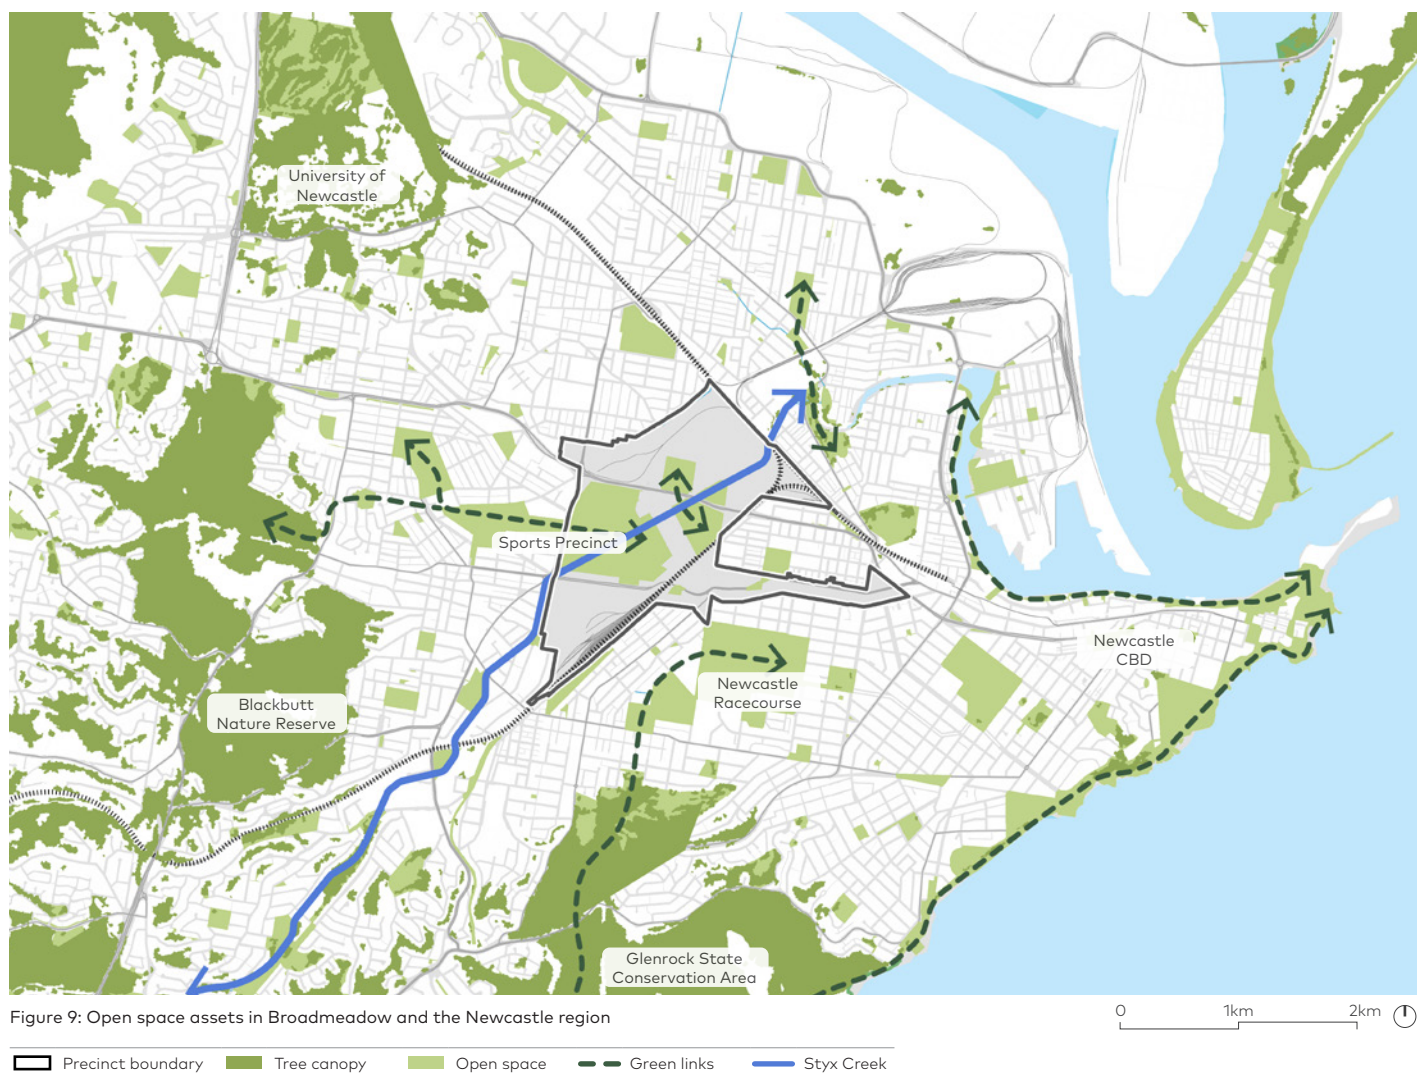 University of
Newcastle
Sports Precinct
Newcastle
CBD
Newcastle
Racecourse
Blackbutt
Nature Reserve
Glenrock State
Conservation Area
Figure 9: Open space assets in Broadmeadow and the Newcastle region
0 1km 2km
Precinct boundary Tree canopy Open space Green links Styx Creek